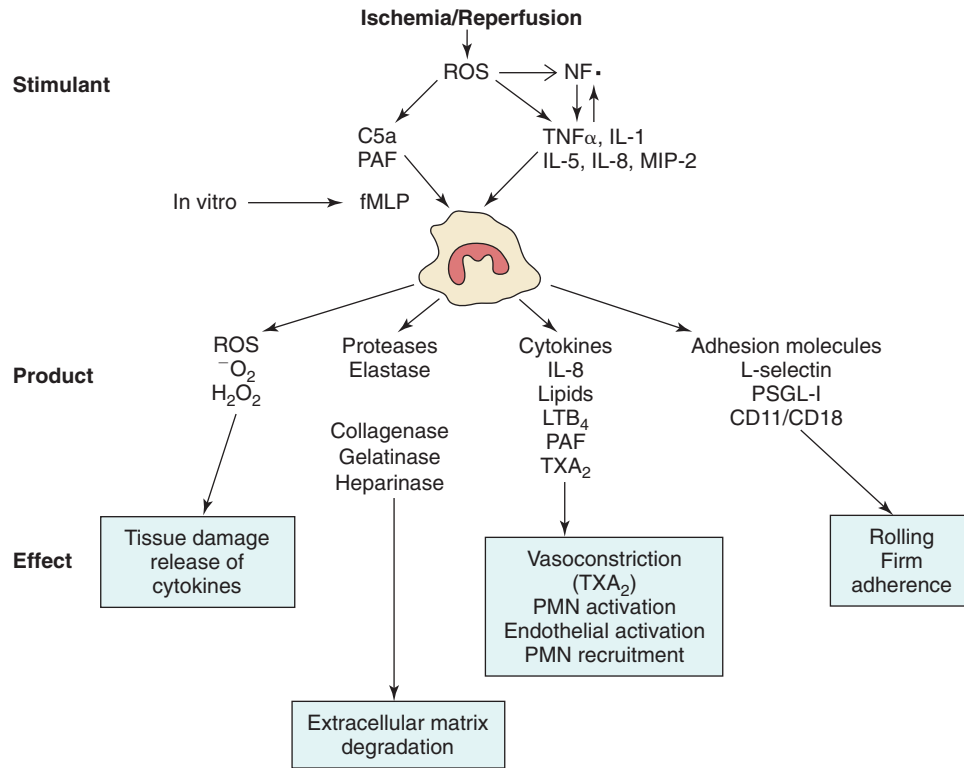 Ischemia/Reperfusion
Stimulant
ROS
NF▪
C5a
PAF
TNFα, IL-1
IL-5, IL-8, MIP-2
In vitro
fMLP
Product
ROS
⁻O₂
H₂O₂
Proteases
Elastase
Collagenase
Gelatinase
Heparinase
Cytokines
IL-8
Lipids
LTB₄
PAF
TXA₂
Adhesion molecules
L-selectin
PSGL-I
CD11/CD18
Effect
Tissue damage
release of
cytokines
Extracellular matrix
degradation
Vasoconstriction
(TXA₂)
PMN activation
Endothelial activation
PMN recruitment
Rolling
Firm
adherence